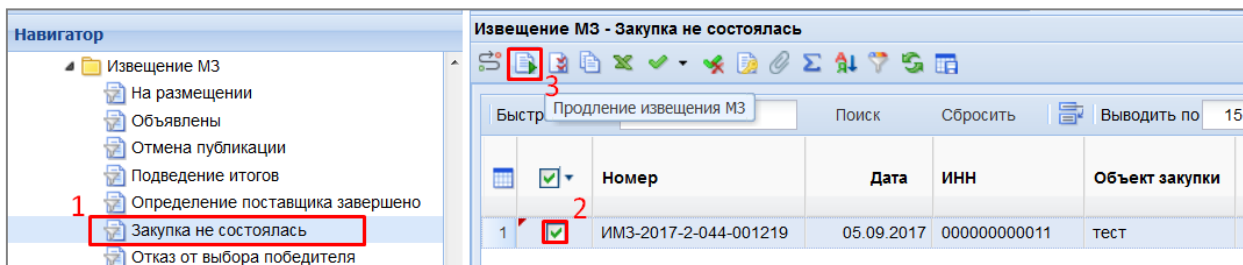 Навигатор
Извещение МЗ
На размещении
Объявлены
Отмена публикации
Подведение итогов
1 Определение поставщика завершено
Закупка не состоялась
Отказ от выбора победителя
Извещение МЗ - Закупка не состоялась
3
Продление извещения МЗ
Быстр Поиск Сбросить Выводить по 15
Номер Дата ИНН Объект закупки
2
1 ИМЗ-2017-2-044-001219 05.09.2017 000000000011 тест